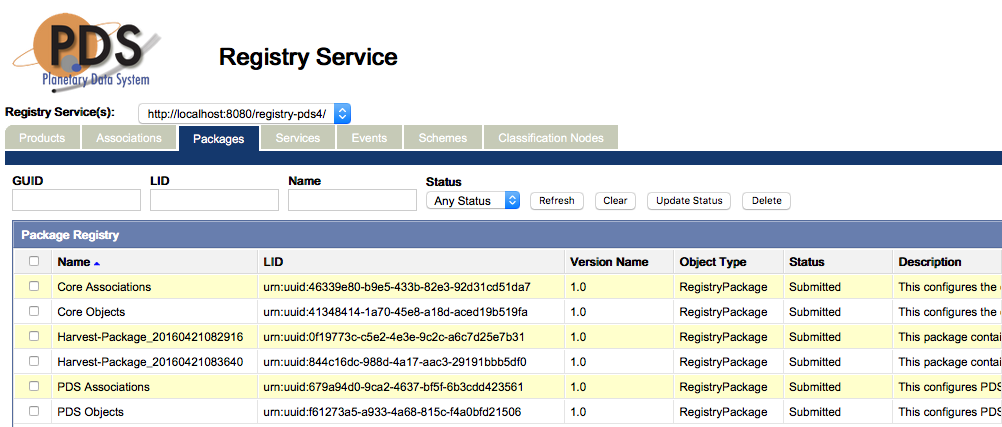 PDS
Planetary Data System
Registry Service
Registry Service(s): http://localhost:8080/registry-pds4/
Products Associations Packages Services Events Schemes Classification Nodes
GUID LID Name Status
Any Status Refresh Clear Update Status Delete
Package Registry
Name LID Version Name Object Type Status Description
Core Associations urn:uuid:46339e80-b9e5-433b-82e3-92d31cd51da7 1.0 RegistryPackage Submitted This configures the
Core Objects urn:uuid:41348414-1a70-45e8-a18d-aced19b519fa 1.0 RegistryPackage Submitted This configures the
Harvest-Package_20160421082916 urn:uuid:0f19773c-c5e2-4e3e-9c2c-a6c7d25e7b31 1.0 RegistryPackage Submitted This package contai
Harvest-Package_20160421083640 urn:uuid:844c16dc-988d-4a17-aac3-29191bbb5df0 1.0 RegistryPackage Submitted This package contai
PDS Associations urn:uuid:679a94d0-9ca2-4637-bf5f-6b3cdd423561 1.0 RegistryPackage Submitted This configures PDS
PDS Objects urn:uuid:f61273a5-a933-4a68-815c-f4a0bfd21506 1.0 RegistryPackage Submitted This configures PDS